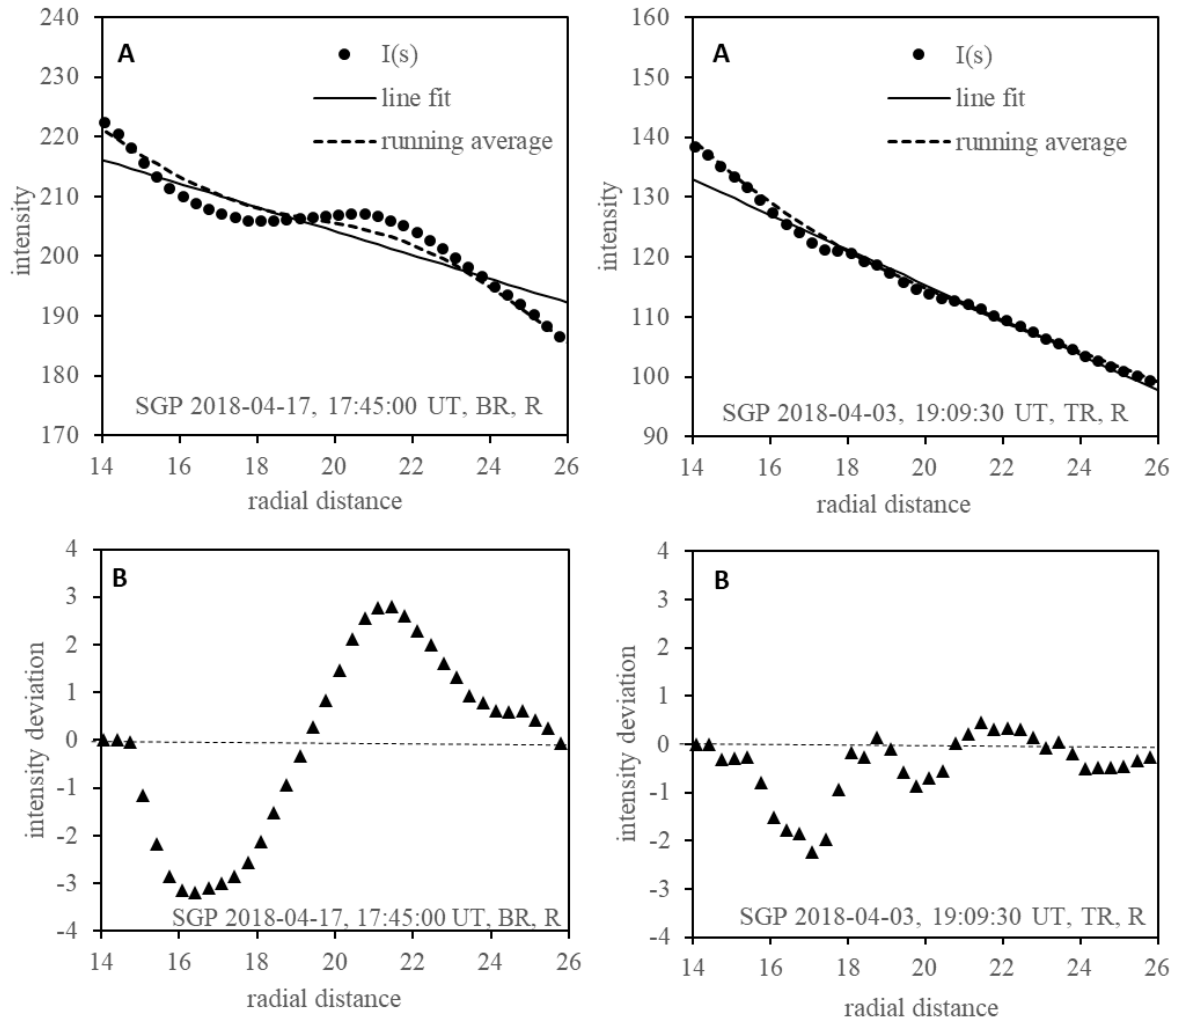 240
230
220
210
200
190
180
170
intensity
A
I(s)
line fit
running average
SGP 2018-04-17, 17:45:00 UT, BR, R
14 16 18 20 22 24 26
radial distance
160
150
140
130
120
110
100
90
intensity
A
I(s)
line fit
running average
SGP 2018-04-03, 19:09:30 UT, TR, R
14 16 18 20 22 24 26
radial distance
4
3
2
1
0
-1
-2
-3
-4
intensity deviation
B
SGP 2018-04-17, 17:45:00 UT, BR, R
14 16 18 20 22 24 26
radial distance
4
3
2
1
0
-1
-2
-3
-4
intensity deviation
B
SGP 2018-04-03, 19:09:30 UT, TR, R
14 16 18 20 22 24 26
radial distance